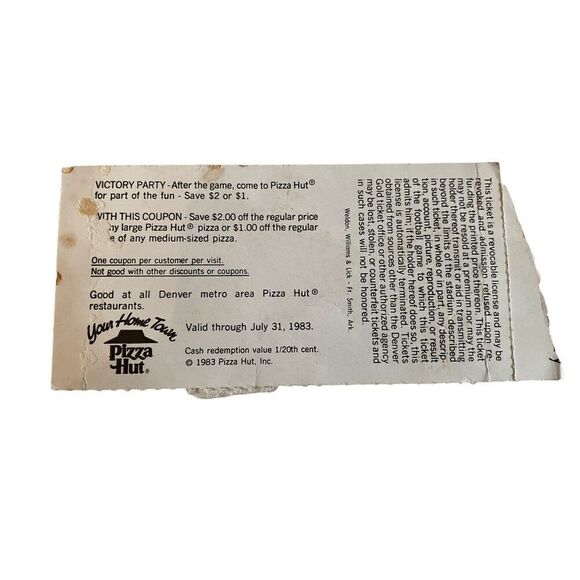 VICTORY PARTY - After the game, come to Pizza Hut®
for part of the fun - Save $2 or $1.
WITH THIS COUPON - Save $2.00 off the regular price
any large Pizza Hut® pizza or $1.00 off the regular
of any medium-sized pizza.
One coupon per customer per visit.
Not good with other discounts or coupons.
Good at all Denver metro area Pizza Hut®
restaurants.
Your Home Town
Pizza
Hut®
Valid through July 31, 1983.
Cash redemption value 1/20th cent.
© 1983 Pizza Hut, Inc.
This ticket is a revocable license and may be
revoked and admission refused upon re-
funding the printed price thereon. This ticket
may not be resold at a premium nor may the
holder thereof transmit or aid in transmitting
beyond the limits of the stadium described
in such ticket, in whole or in part, any descrip-
tion, account, picture, reproduction, or result
of the football game to which this ticket
admits him; if the holder hereof does so, this
license is automatically terminated. Tickets
obtained from sources other than the Denver
Gold ticket office or other authorized agency
may be lost, stolen, or counterfeit tickets and
in such cases will not be honored.
Weldon, Williams & Lick - Ft. Smith, Ark.